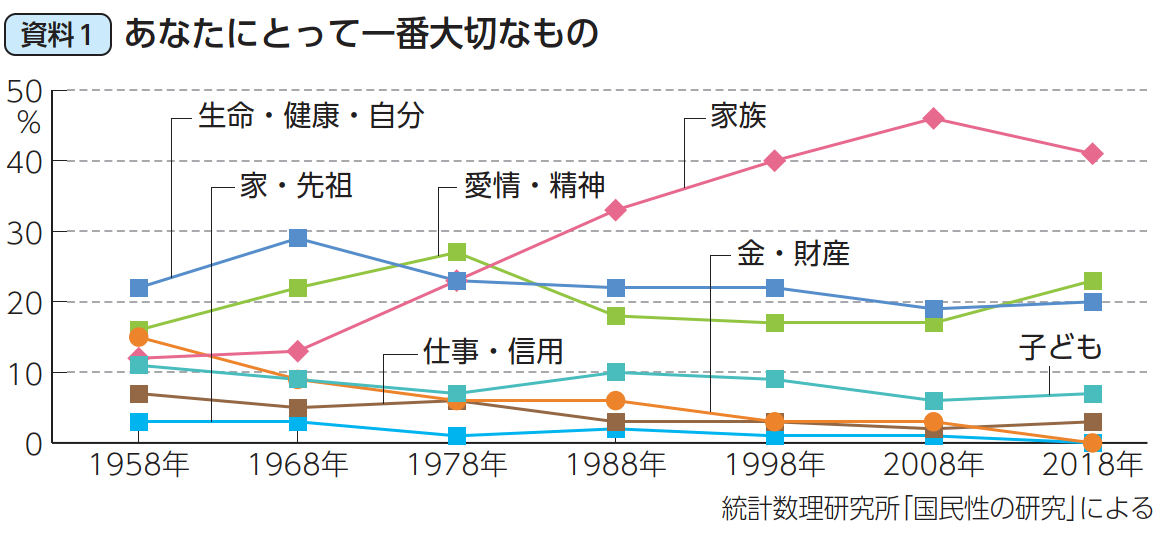 資料1 あなたにとって一番大切なもの
50
%
40
30
20
10
0
生命・健康・自分
家族
家・先祖
愛情・精神
金・財産
仕事・信用
子ども
1958年 1968年 1978年 1988年 1998年 2008年 2018年
統計数理研究所「国民性の研究」による